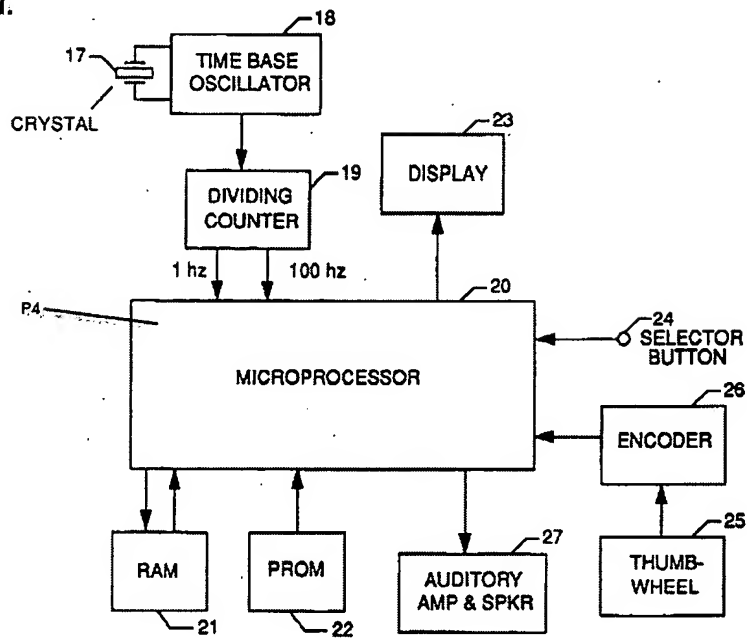 18
17
TIME BASE
OSCILLATOR
CRYSTAL
23
DISPLAY
19
DIVIDING
COUNTER
1 hz
100 hz
20
P.4
24
SELECTOR
BUTTON
MICROPROCESSOR
26
ENCODER
25
THUMB-
WHEEL
27
RAM
PROM
AUDITORY
AMP & SPKR
21
22